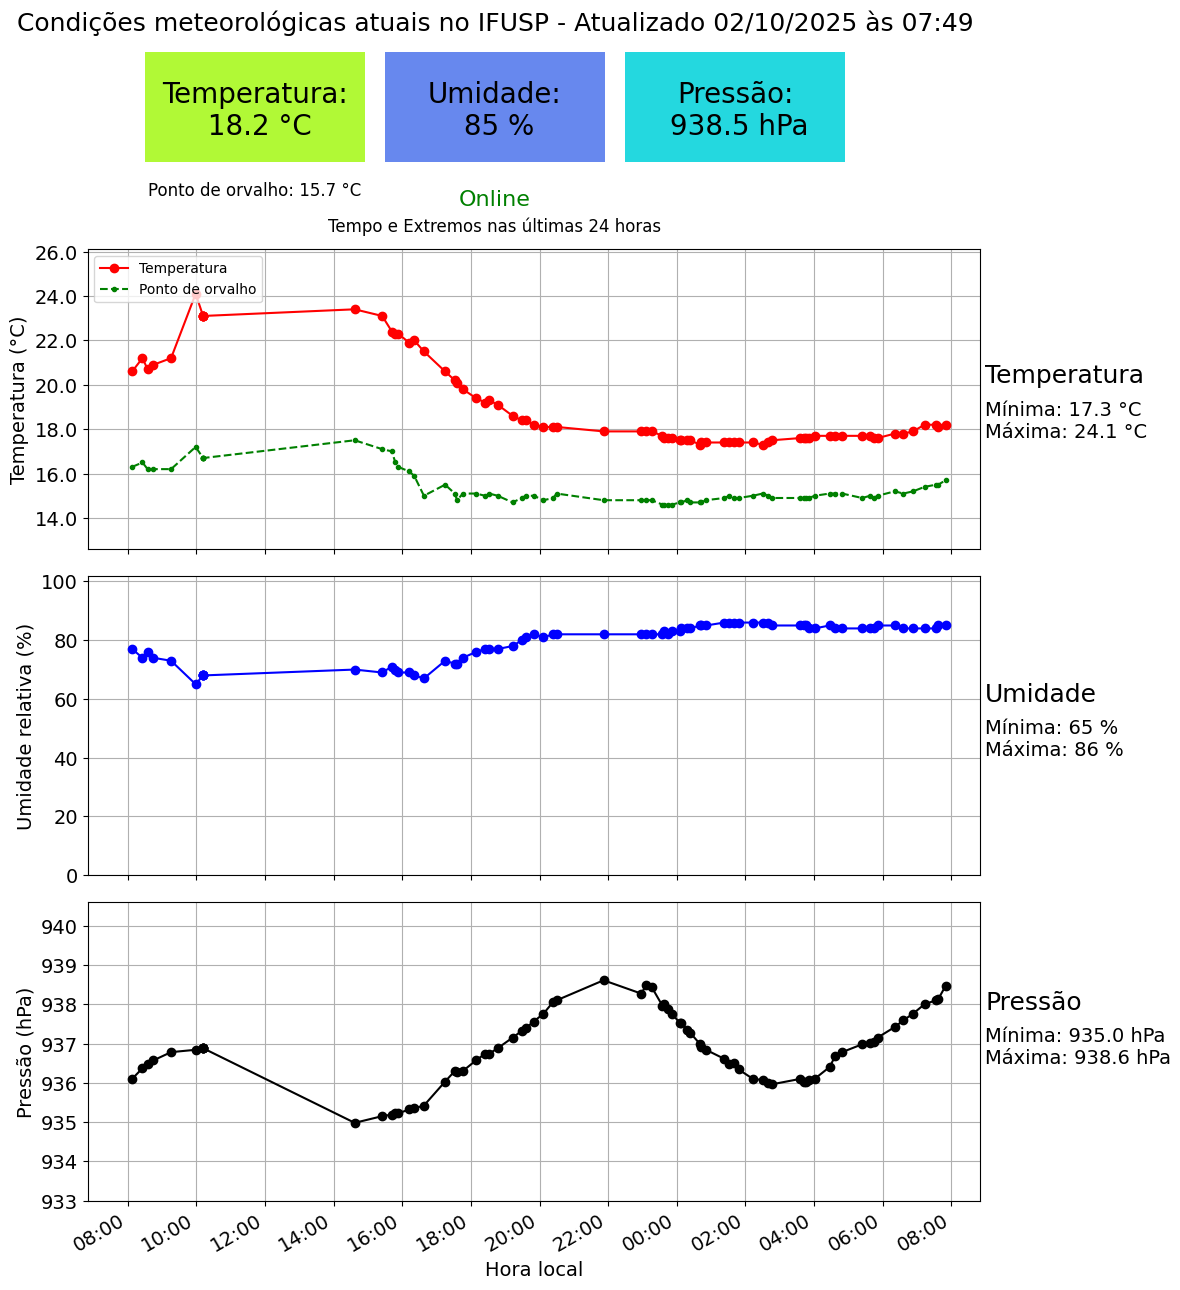 Condições meteorológicas atuais no IFUSP - Atualizado 02/10/2025 às 07:49
Temperatura:
18.2 °C
Umidade:
85 %
Pressão:
938.5 hPa
Ponto de orvalho: 15.7 °C
Online
Tempo e Extremos nas últimas 24 horas
Temperatura (°C)
26.0
24.0
22.0
20.0
18.0
16.0
14.0
Temperatura
Ponto de orvalho
Temperatura
Mínima: 17.3 °C
Máxima: 24.1 °C
Umidade relativa (%)
100
80
60
40
20
0
Umidade
Mínima: 65 %
Máxima: 86 %
Pressão (hPa)
940
939
938
937
936
935
934
933
Pressão
Mínima: 935.0 hPa
Máxima: 938.6 hPa
08:00
10:00
12:00
14:00
16:00
18:00
20:00
22:00
00:00
02:00
04:00
06:00
08:00
Hora local